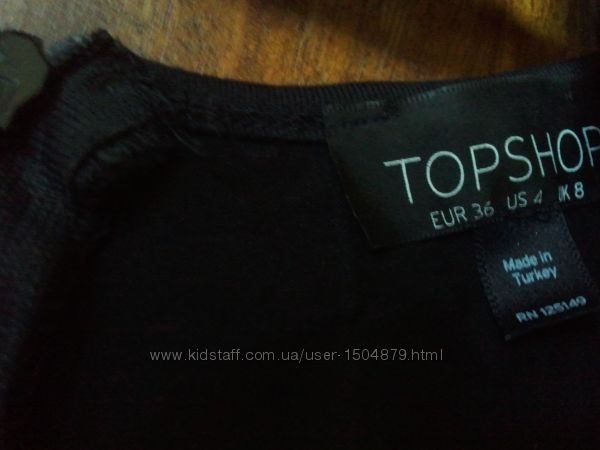 TOPSHOP
EUR 36 US 4 UK 8
Made in
Turkey
RN 125149
www.kidstaff.com.ua/user-1504879.html